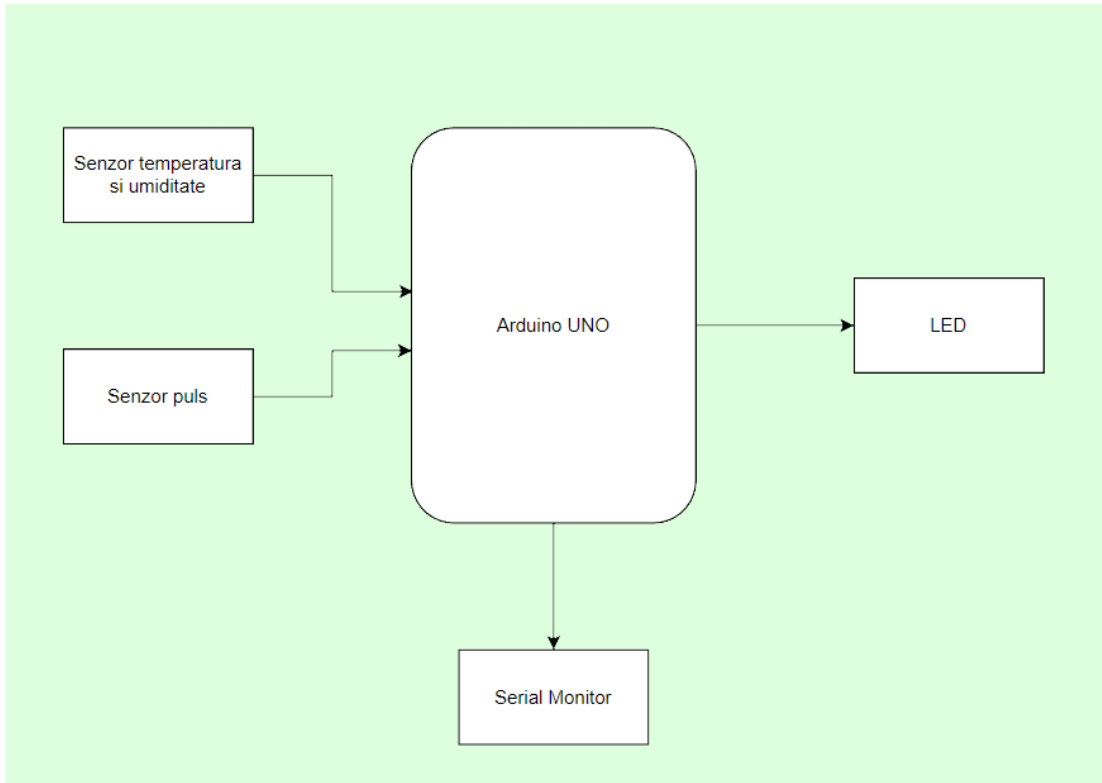 Senzor temperatura
si umiditate
Arduino UNO
LED
Senzor puls
Serial Monitor